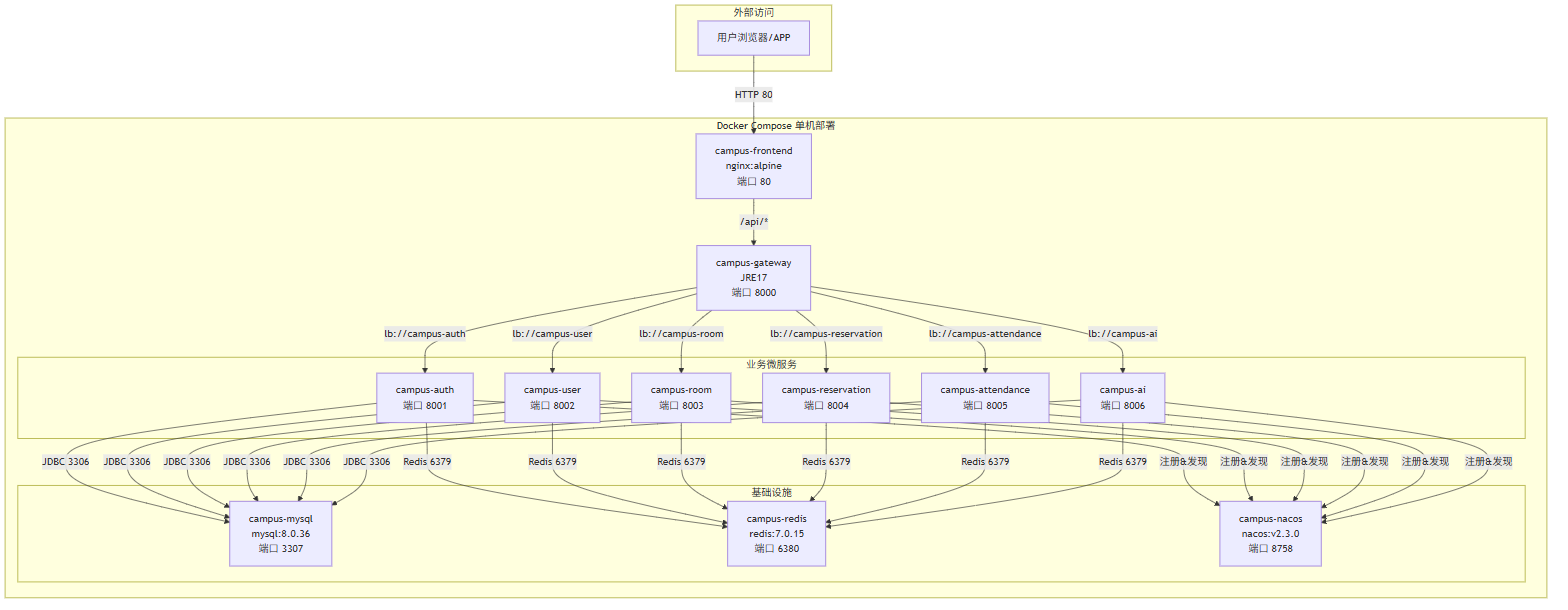 外部访问
用户浏览器/APP
HTTP 80
Docker Compose 单机部署
campus-frontend
nginx:alpine
端口 80
/api/*
campus-gateway
JRE17
端口 8000
lb://campus-auth
lb://campus-user
lb://campus-room
lb://campus-reservation
lb://campus-attendance
lb://campus-ai
业务微服务
campus-auth
端口 8001
campus-user
端口 8002
campus-room
端口 8003
campus-reservation
端口 8004
campus-attendance
端口 8005
campus-ai
端口 8006
JDBC 3306
JDBC 3306
JDBC 3306
JDBC 3306
JDBC 3306
JDBC 3306
Redis 6379
Redis 6379
Redis 6379
Redis 6379
Redis 6379
Redis 6379
注册&发现
注册&发现
注册&发现
注册&发现
注册&发现
注册&发现
基础设施
campus-mysql
mysql:8.0.36
端口 3307
campus-redis
redis:7.0.15
端口 6380
campus-nacos
nacos:v2.3.0
端口 8758